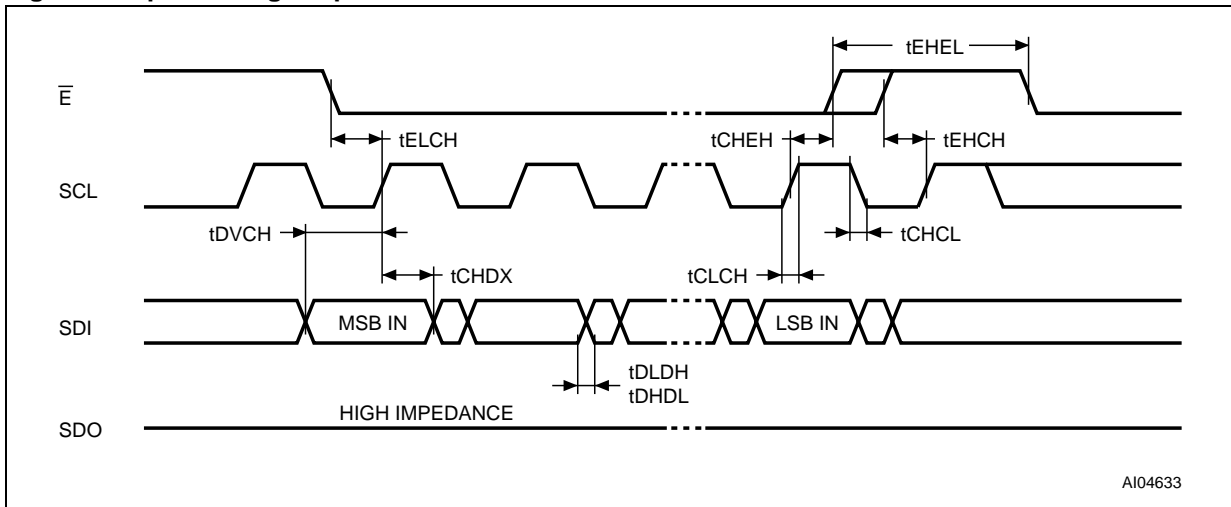 tEHEL
E
tELCH
tCHEH
tEHCH
SCL
tDVCH
tCHCL
tCHDX
tCLCH
SDI
MSB IN
LSB IN
tDLDH
tDHDL
HIGH IMPEDANCE
SDO
AI04633